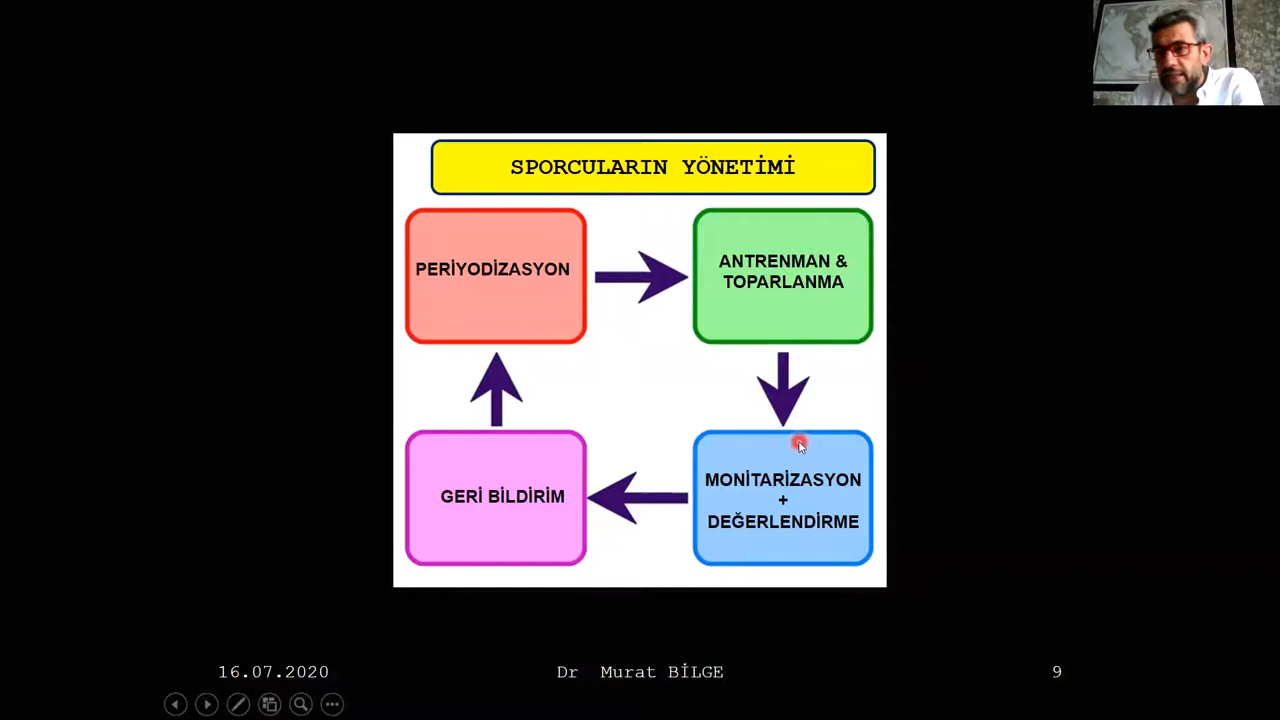 SPORCULARIN YÖNETİMİ
PERİYODİZASYON
ANTRENMAN &
TOPARLANMA
GERİ BİLDİRİM
MONİTARİZASYON
+
DEĞERLENDİRME
16.07.2020
Dr Murat BİLGE
9